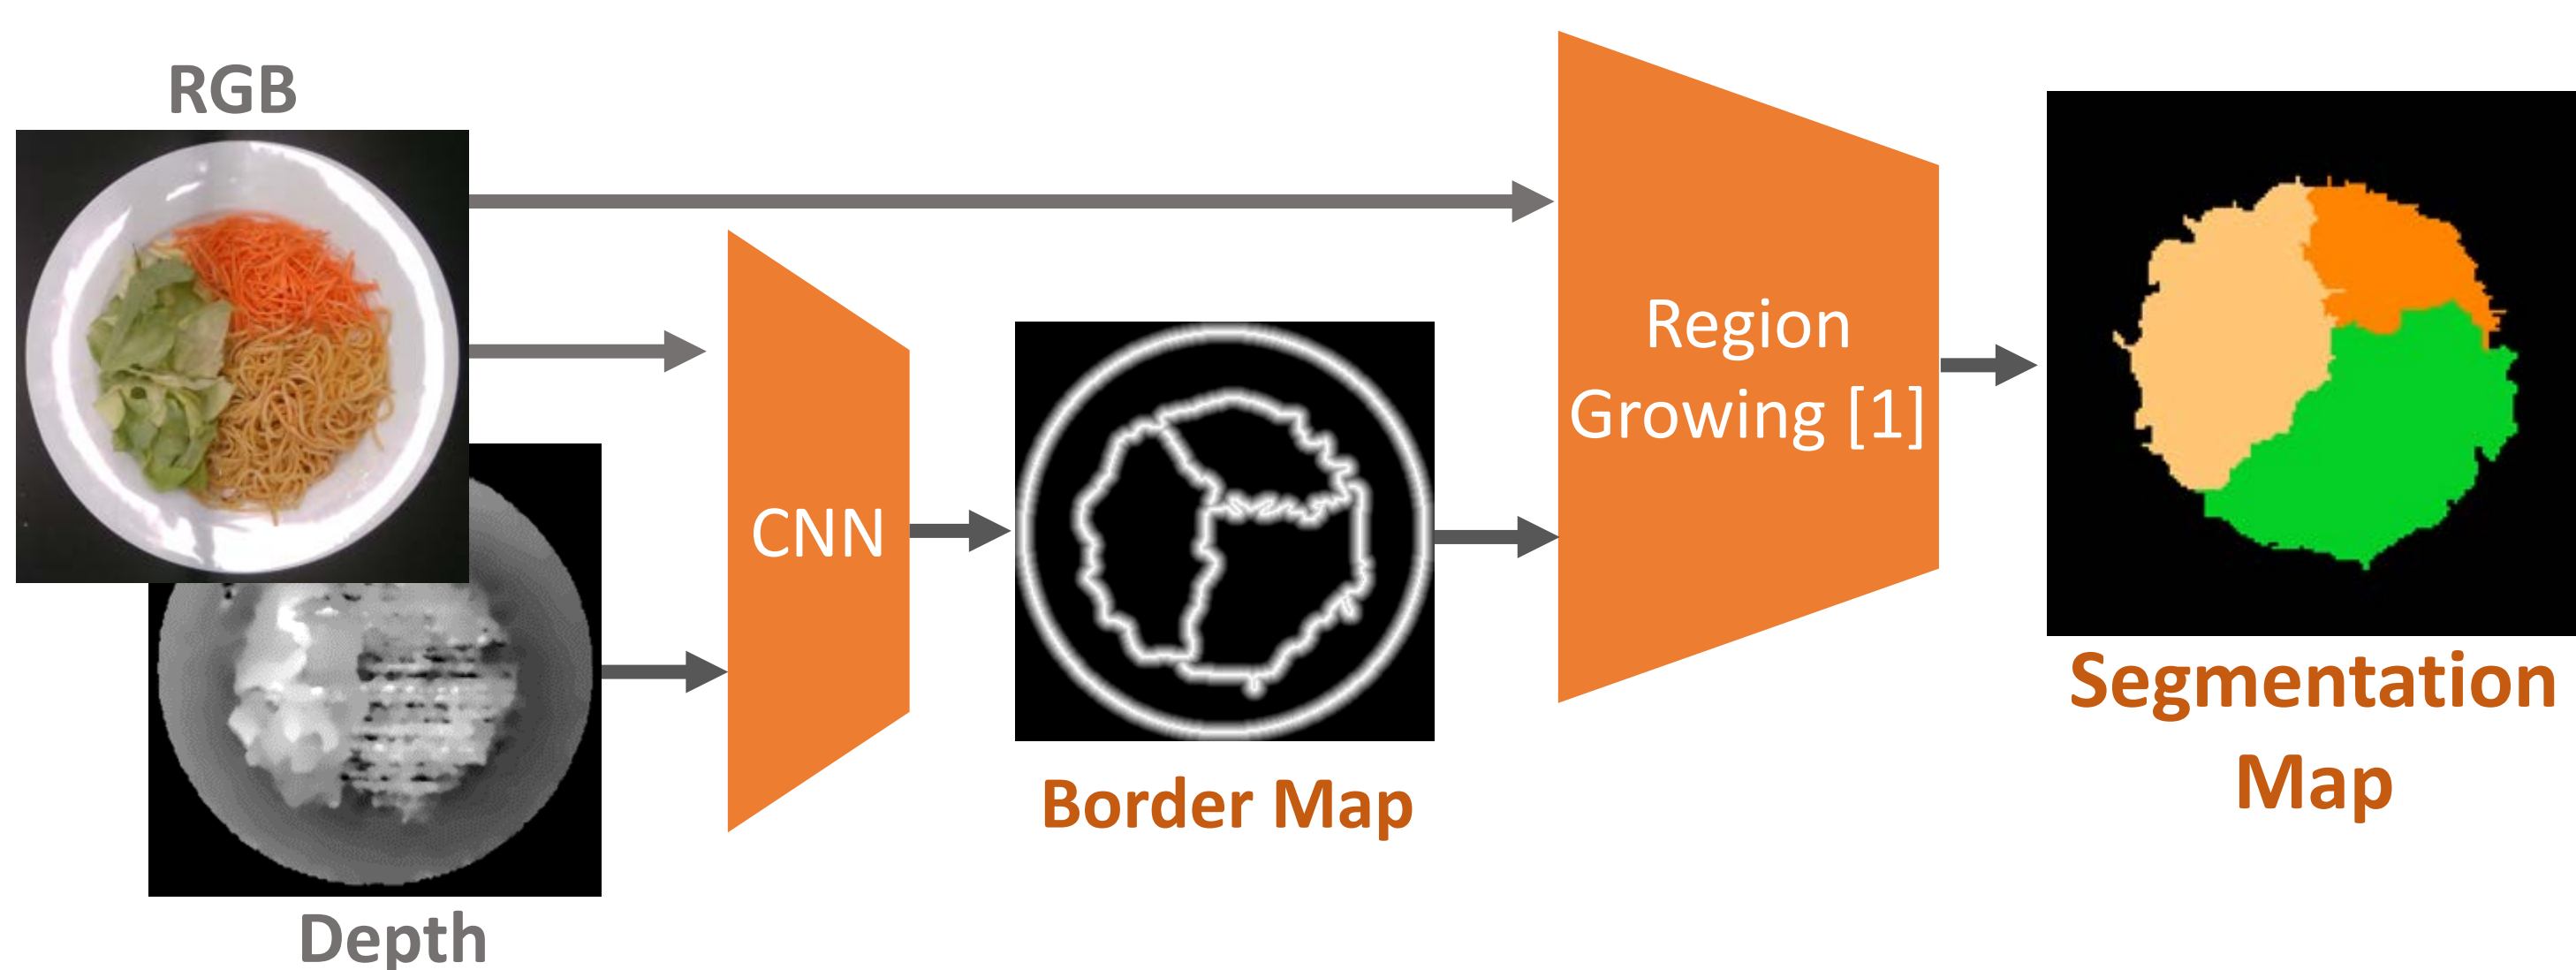 RGB
Depth
CNN
Border Map
Region
Growing [1]
Segmentation
Map